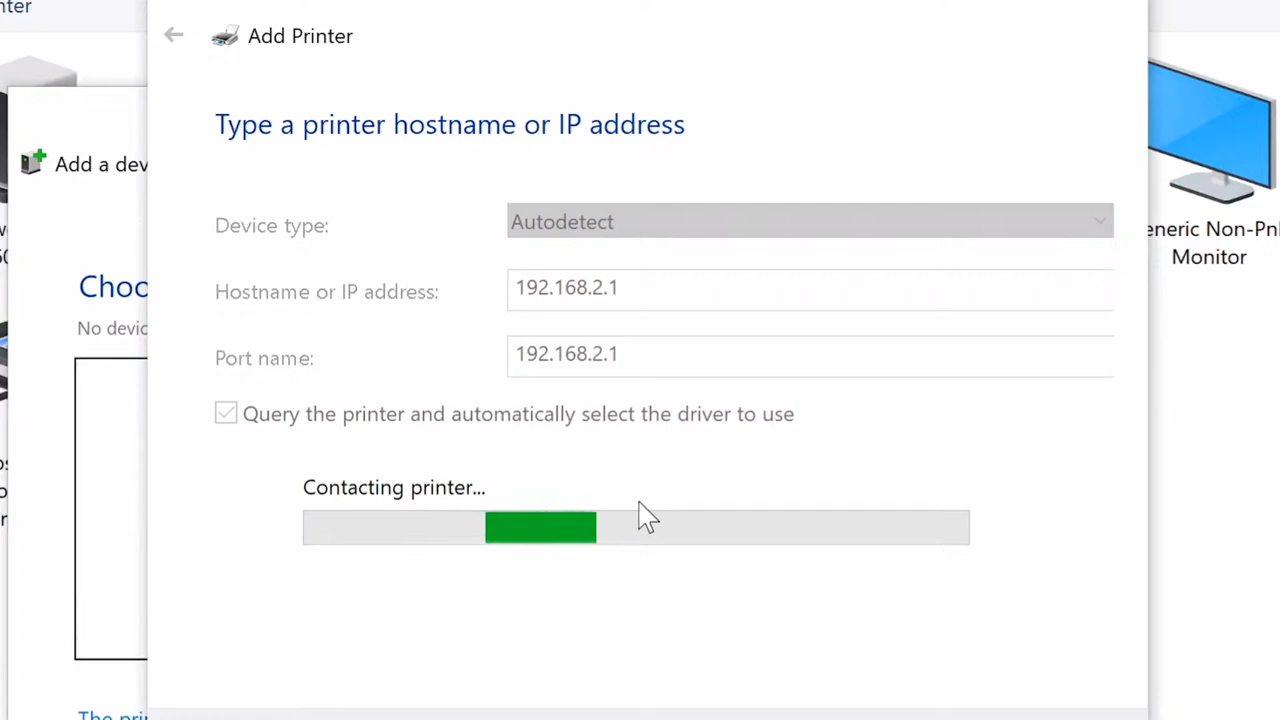 Add Printer
Type a printer hostname or IP address
Device type:
Autodetect
Hostname or IP address:
192.168.2.1
Port name:
192.168.2.1
Query the printer and automatically select the driver to use
Contacting printer...
Add a dev
Choo
No devic
Monitor